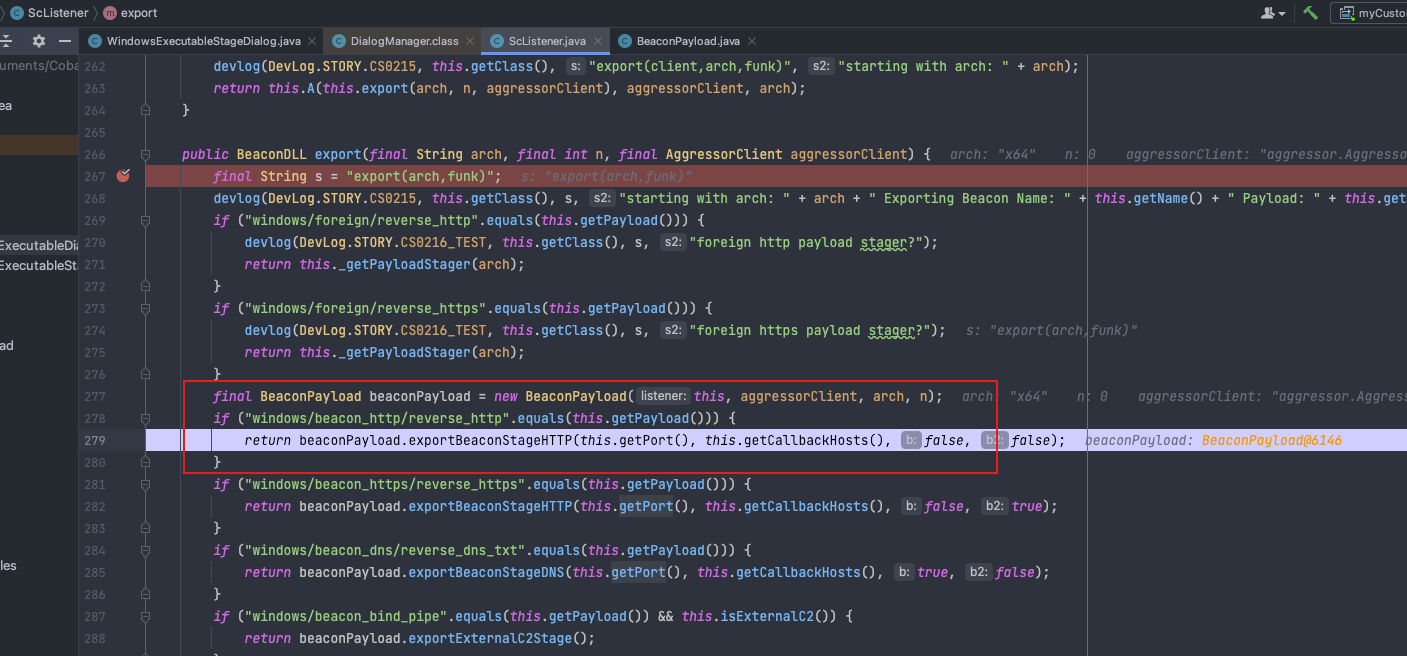 ScListener export myCusto
WindowsExecutableStageDialog.java DialogManager.class ScListener.java BeaconPayload.java
uments/Coba
ea
ExecutableDia
ExecutableSta
ad
les
262 devlog(DevLog.STORY.CS0215, this.getClass(), s: "export(client,arch,funk)", s2: "starting with arch: " + arch);
263 return this.A(this.export(arch, n, aggressorClient), aggressorClient, arch);
264 }
265
266 public BeaconDLL export(final String arch, final int n, final AggressorClient aggressorClient) { arch: "x64" n: 0 aggressorClient: "aggressor.Aggresso
267 final String s = "export(arch,funk)"; s: "export(arch,funk)"
268 devlog(DevLog.STORY.CS0215, this.getClass(), s, s2: "starting with arch: " + arch + " Exporting Beacon Name: " + this.getName() + " Payload: " + this.get
269 if ("windows/foreign/reverse_http".equals(this.getPayload())) {
270 devlog(DevLog.STORY.CS0216_TEST, this.getClass(), s, s2: "foreign http payload stager?");
271 return this._getPayloadStager(arch);
272 }
273 if ("windows/foreign/reverse_https".equals(this.getPayload())) {
274 devlog(DevLog.STORY.CS0216_TEST, this.getClass(), s, s2: "foreign https payload stager?"); s: "export(arch,funk)"
275 return this._getPayloadStager(arch);
276 }
277 final BeaconPayload beaconPayload = new BeaconPayload( listener: this, aggressorClient, arch, n); arch: "x64" n: 0 aggressorClient: "aggressor.Aggres
278 if ("windows/beacon_http/reverse_http".equals(this.getPayload())) {
279 return beaconPayload.exportBeaconStageHTTP(this.getPort(), this.getCallbackHosts(), b: false, b2: false); beaconPayload: BeaconPayload@6146
280 }
281 if ("windows/beacon_https/reverse_https".equals(this.getPayload())) {
282 return beaconPayload.exportBeaconStageHTTP(this.getPort(), this.getCallbackHosts(), b: false, b2: true);
283 }
284 if ("windows/beacon_dns/reverse_dns_txt".equals(this.getPayload())) {
285 return beaconPayload.exportBeaconStageDNS(this.getPort(), this.getCallbackHosts(), b: true, b2: false);
286 }
287 if ("windows/beacon_bind_pipe".equals(this.getPayload()) && this.isExternalC2()) {
288 return beaconPayload.exportExternalC2Stage();